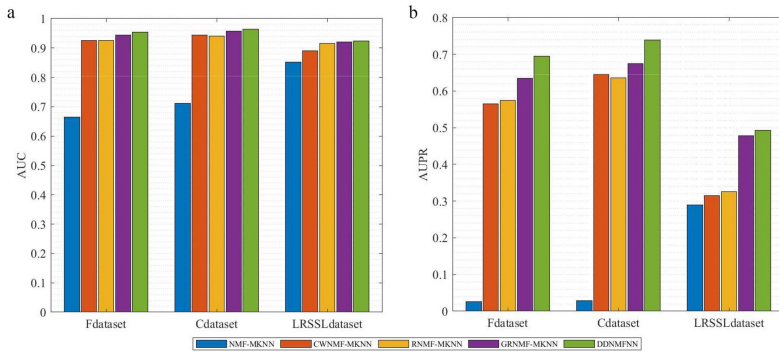 a
AUC
1
0.9
0.8
0.7
0.6
0.5
0.4
0.3
0.2
0.1
0
Fdataset Cdataset LRSSLdataset
b
AUPR
0.8
0.7
0.6
0.5
0.4
0.3
0.2
0.1
0
Fdataset Cdataset LRSSLdataset
NMF-MKNN CWNMF-MKNN RNMF-MKNN GRNMF-MKNN DDNMFNN